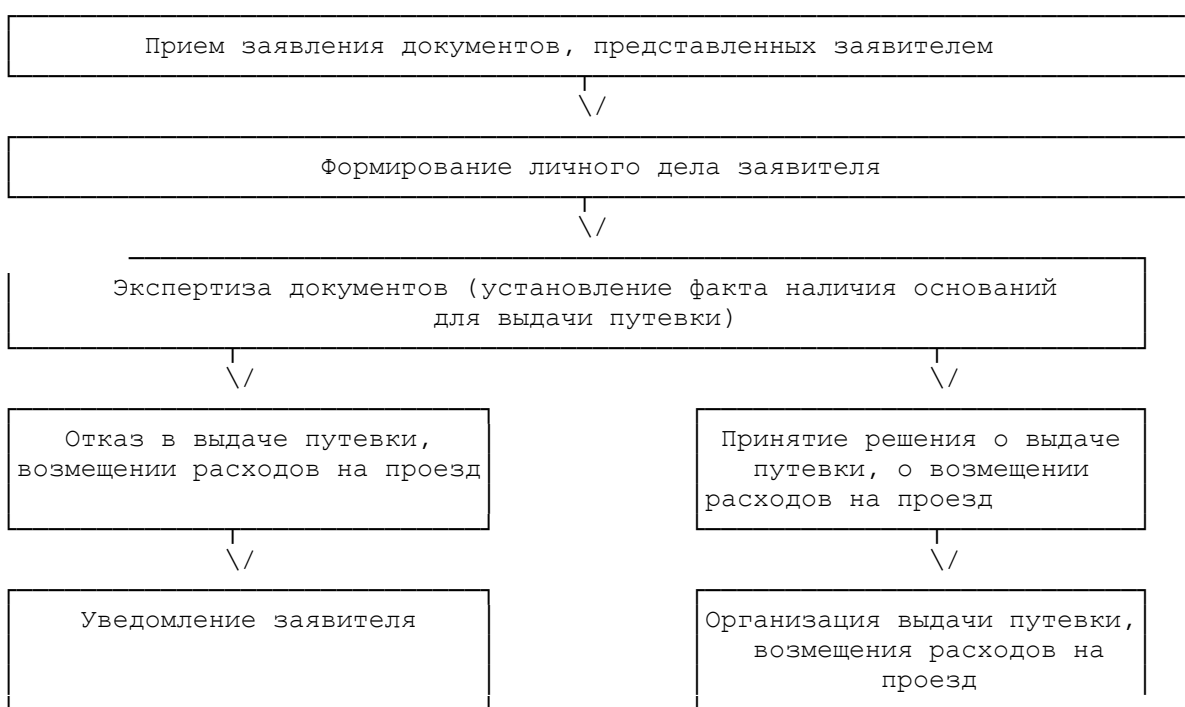 Прием заявления документов, представленных заявителем
Формирование личного дела заявителя
Экспертиза документов (установление факта наличия оснований
для выдачи путевки)
Отказ в выдаче путевки,
возмещении расходов на проезд
Принятие решения о выдаче
путевки, о возмещении
расходов на проезд
Уведомление заявителя
Организация выдачи путевки,
возмещения расходов на
проезд